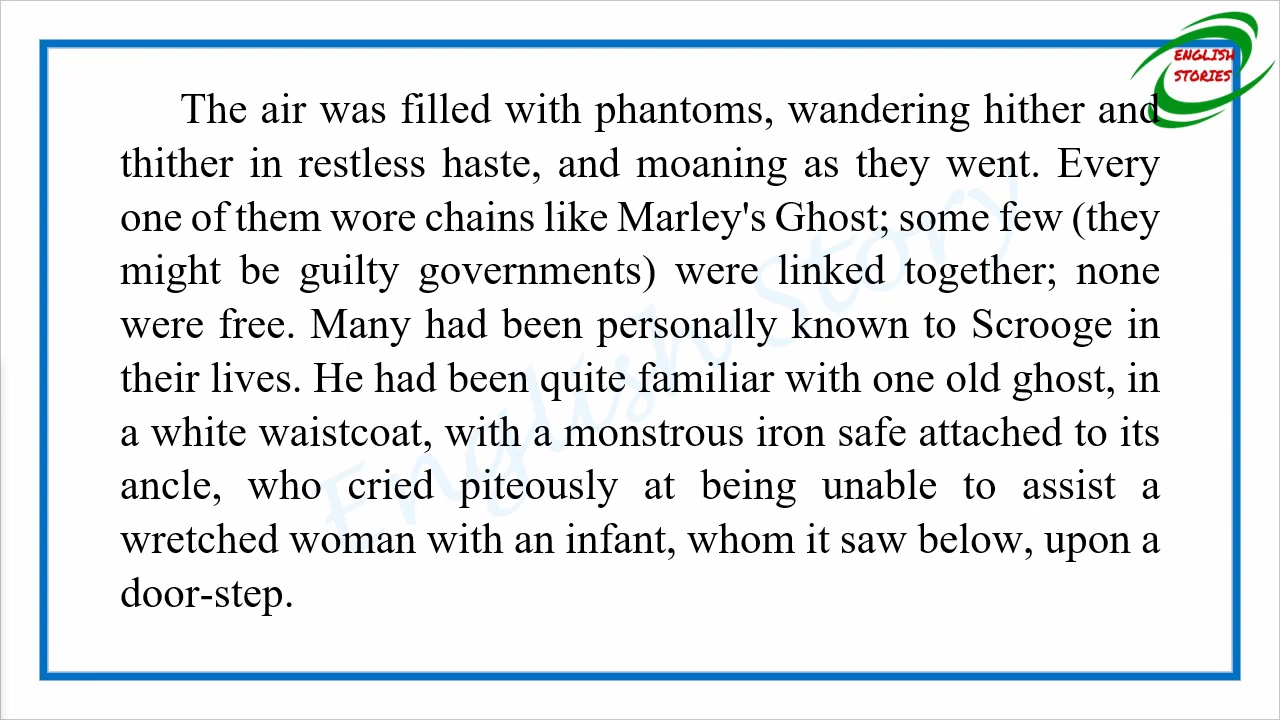 ENGLISH
STORIES
The air was filled with phantoms, wandering hither and
thither in restless haste, and moaning as they went. Every
one of them wore chains like Marley's Ghost; some few (they
might be guilty governments) were linked together; none
were free. Many had been personally known to Scrooge in
their lives. He had been quite familiar with one old ghost, in
a white waistcoat, with a monstrous iron safe attached to its
ancle, who cried piteously at being unable to assist a
wretched woman with an infant, whom it saw below, upon a
door-step.
English Story